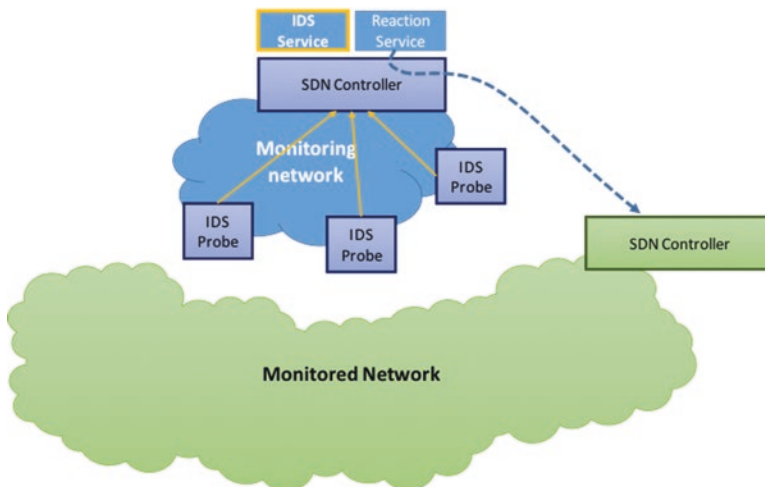 IDS
Service
Reaction
Service
SDN Controller
Monitoring
network
IDS
Probe
IDS
Probe
IDS
Probe
SDN Controller
Monitored Network